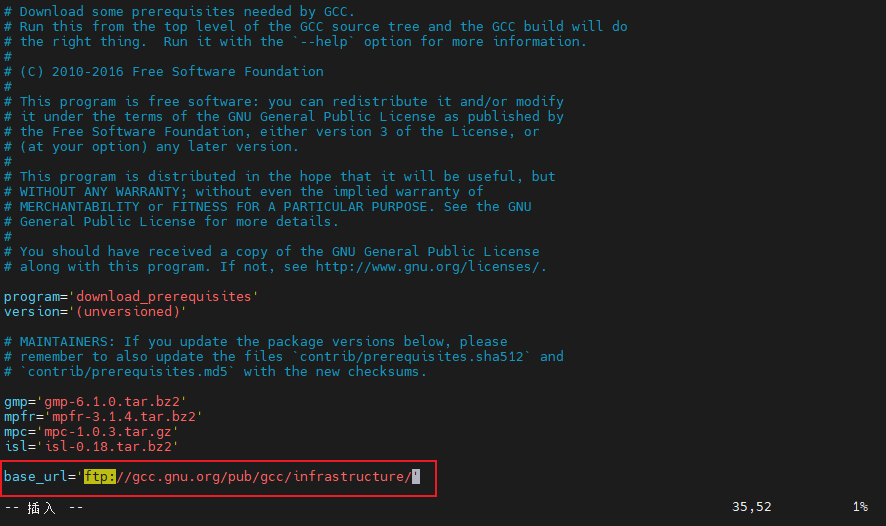 # Download some prerequisites needed by GCC.
# Run this from the top level of the GCC source tree and the GCC build will do
# the right thing.  Run it with the `--help` option for more information.
#
# (C) 2010-2016 Free Software Foundation
#
# This program is free software: you can redistribute it and/or modify
# it under the terms of the GNU General Public License as published by
# the Free Software Foundation, either version 3 of the License, or
# (at your option) any later version.
#
# This program is distributed in the hope that it will be useful, but
# WITHOUT ANY WARRANTY; without even the implied warranty of
# MERCHANTABILITY or FITNESS FOR A PARTICULAR PURPOSE. See the GNU
# General Public License for more details.
#
# You should have received a copy of the GNU General Public License
# along with this program. If not, see http://www.gnu.org/licenses/.
program='download_prerequisites'
version='(unversioned)'
# MAINTAINERS: If you update the package versions below, please
# remember to also update the files `contrib/prerequisites.sha512` and
# `contrib/prerequisites.md5` with the new checksums.
gmp='gmp-6.1.0.tar.bz2'
mpfr='mpfr-3.1.4.tar.bz2'
mpc='mpc-1.0.3.tar.gz'
isl='isl-0.18.tar.bz2'
base_url='ftp://gcc.gnu.org/pub/gcc/infrastructure/'
-- 插入 -- 35,52 1%